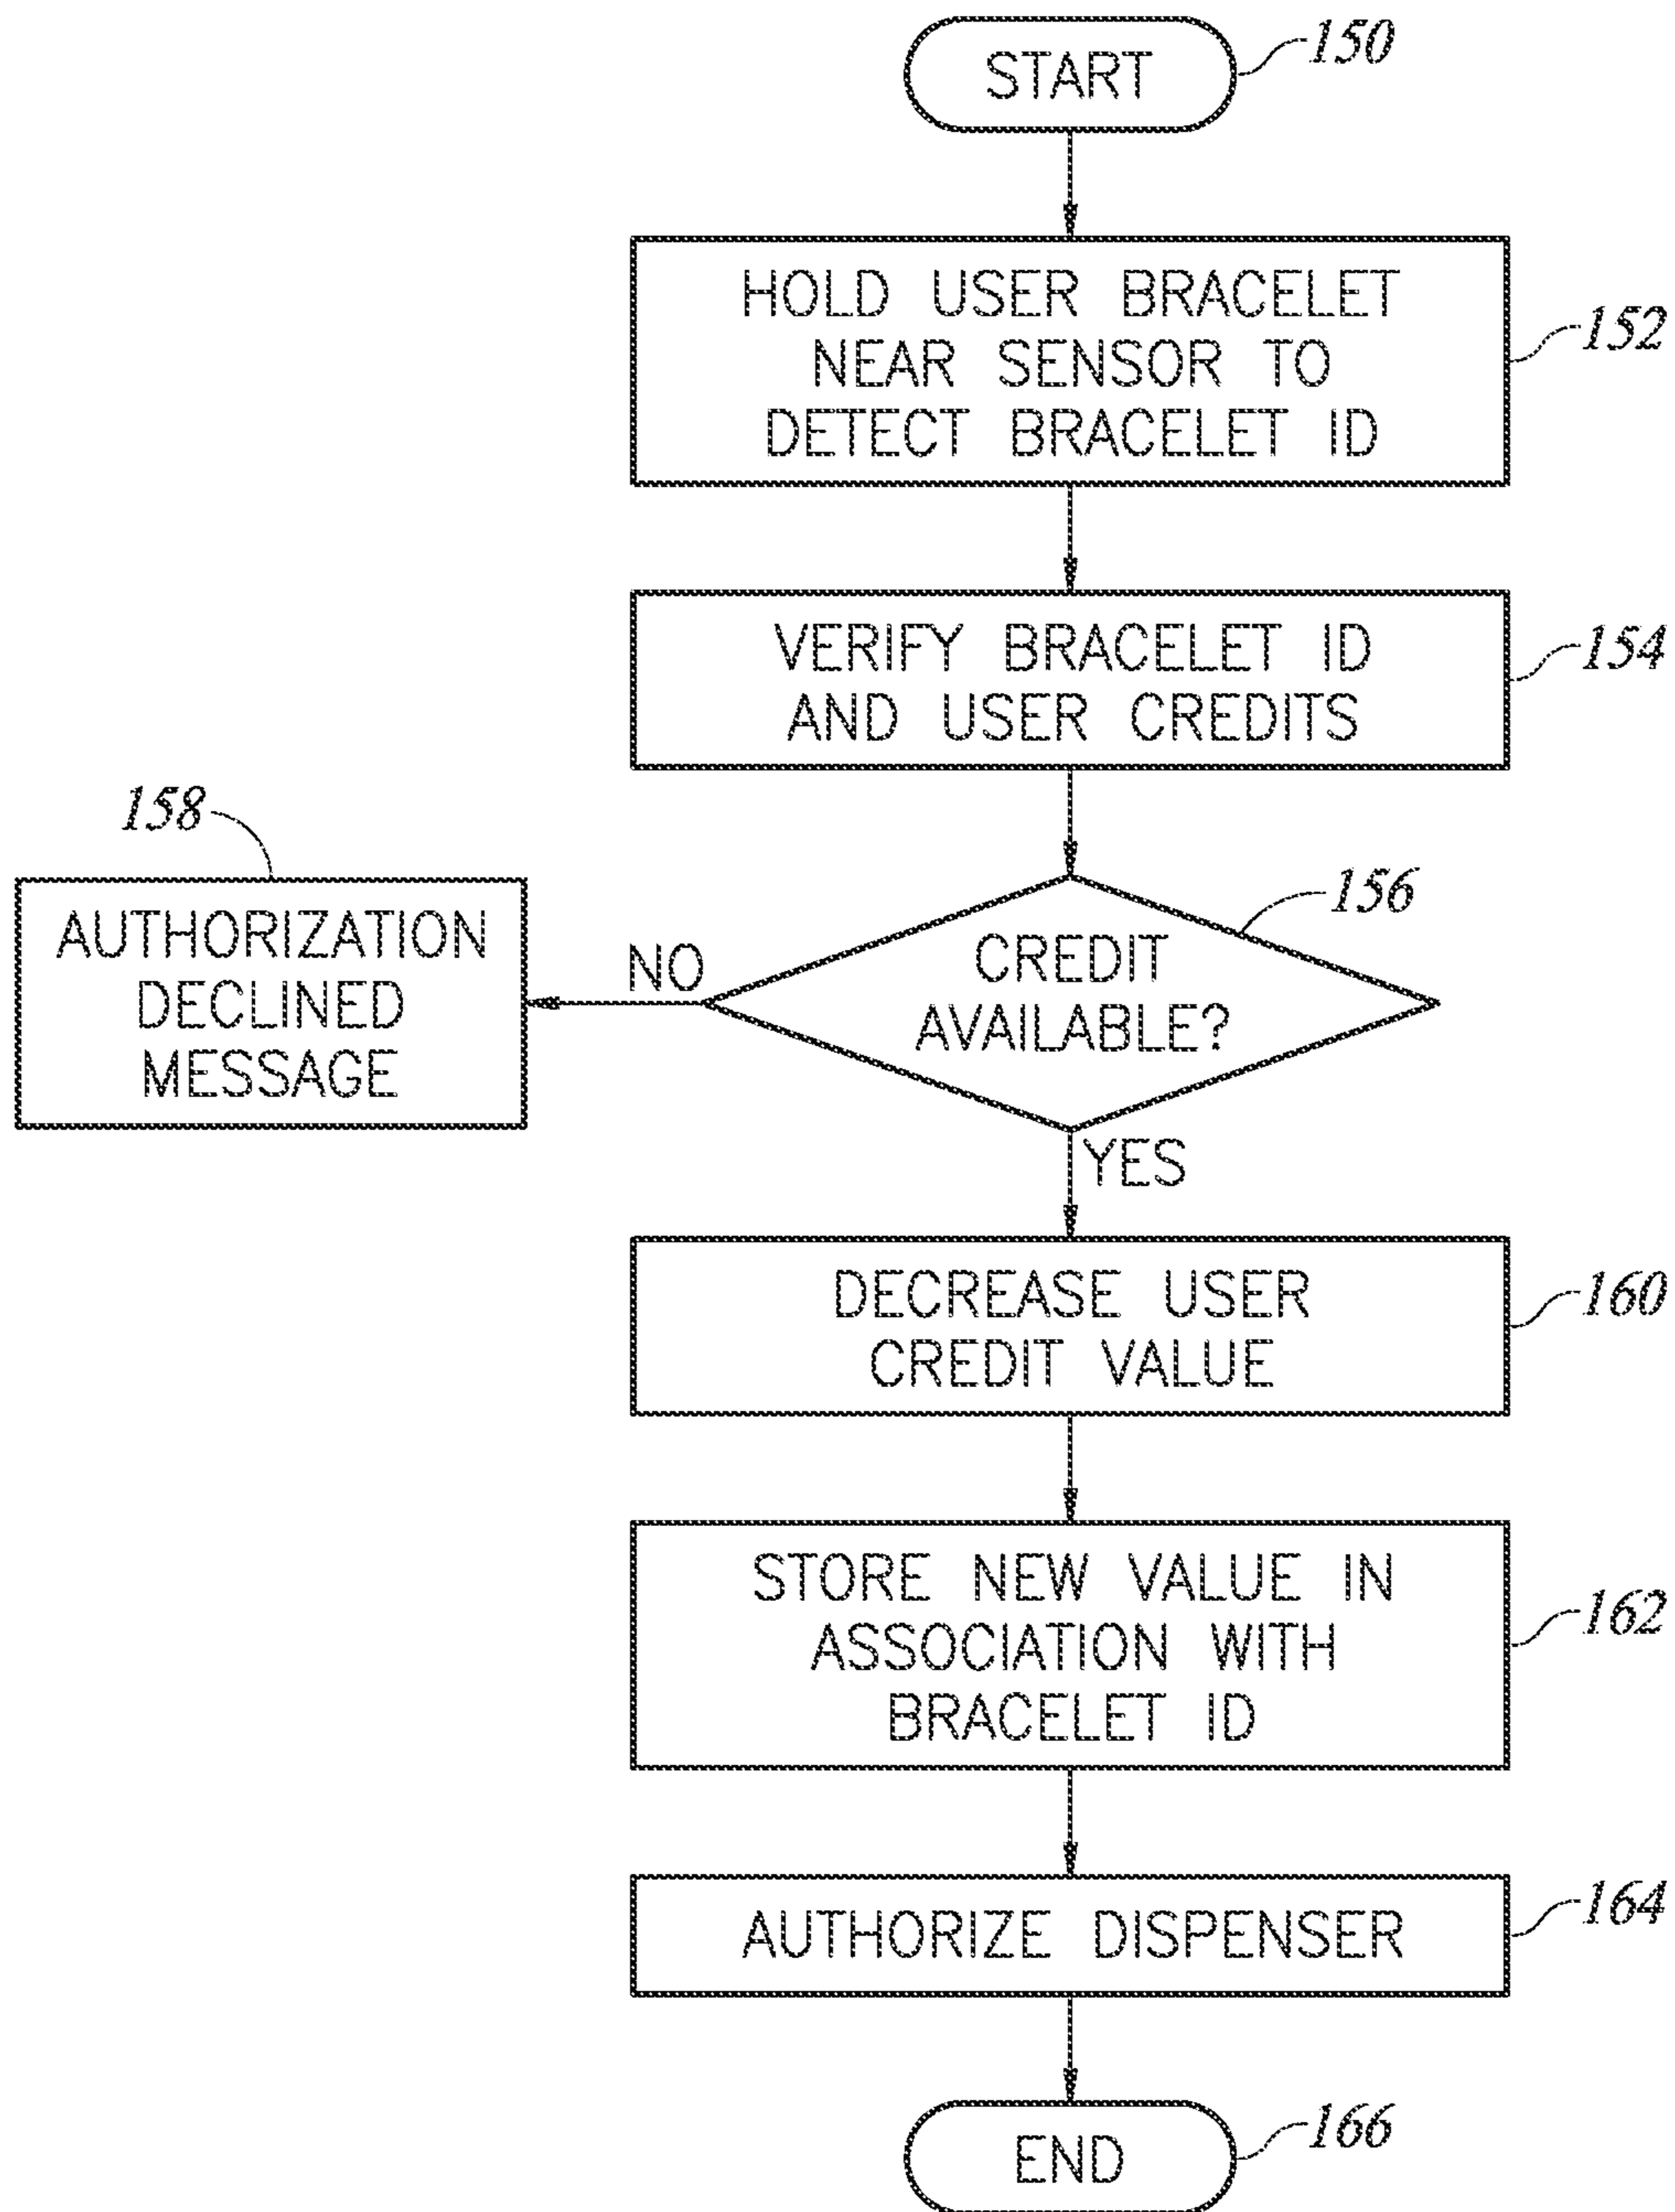 START
150
HOLD USER BRACELET
NEAR SENSOR TO
DETECT BRACELET ID
152
VERIFY BRACELET ID
AND USER CREDITS
154
CREDIT
AVAILABLE?
156
NO
158
AUTHORIZATION
DECLINED
MESSAGE
YES
DECREASE USER
CREDIT VALUE
160
STORE NEW VALUE IN
ASSOCIATION WITH
BRACELET ID
162
AUTHORIZE DISPENSER
164
END
166